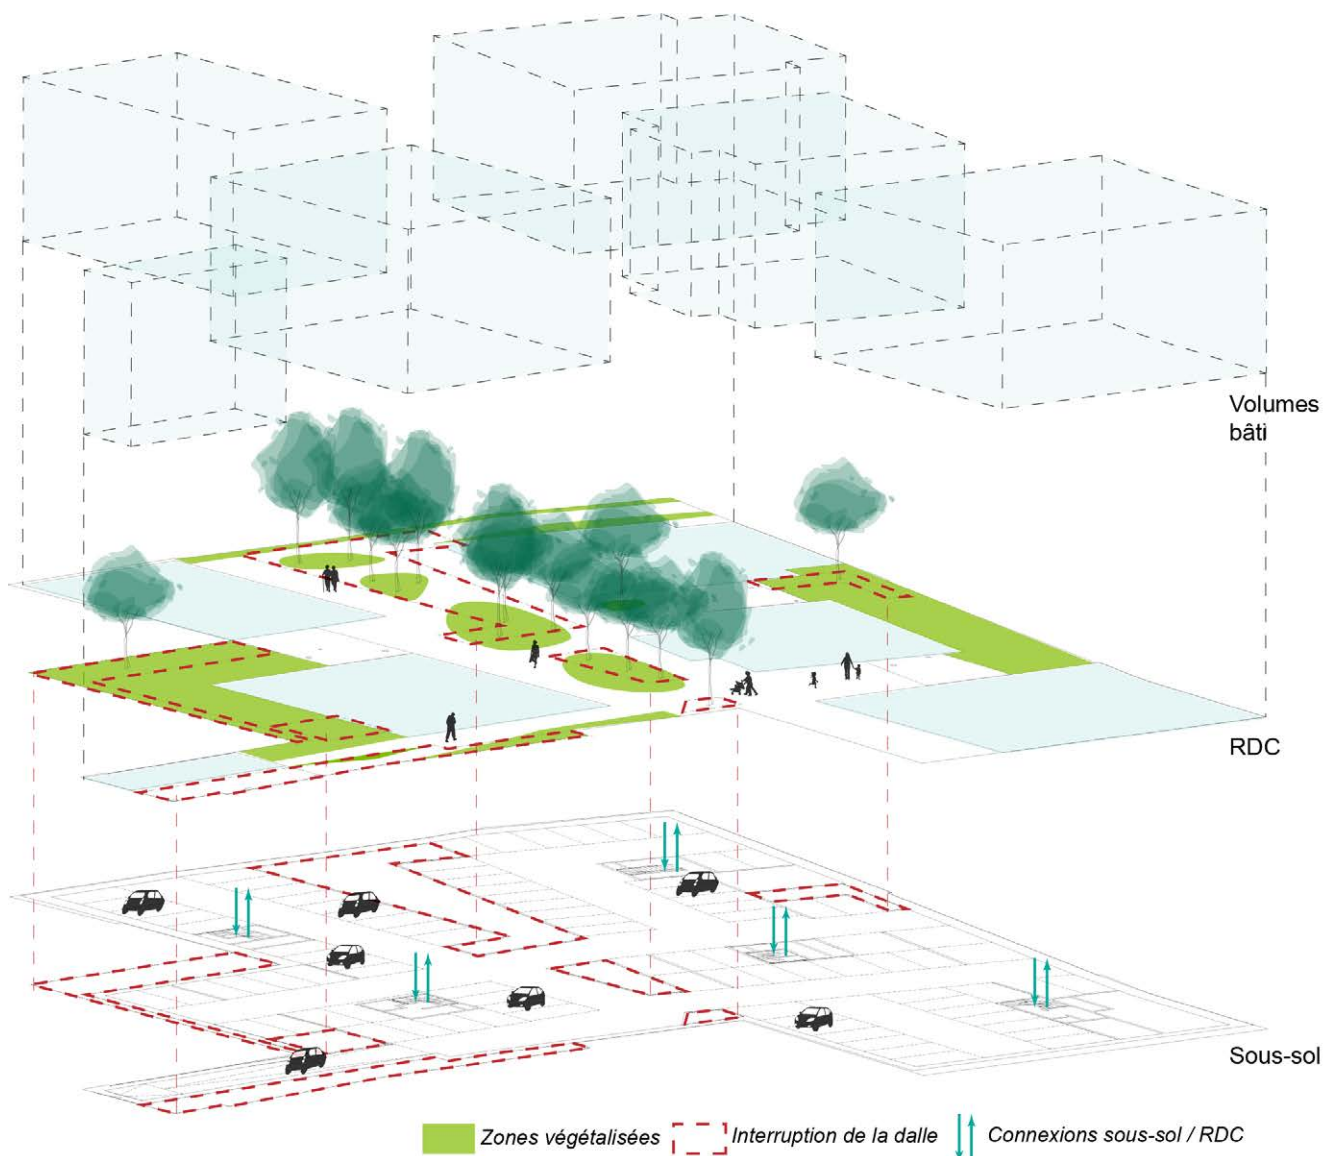 Volumes
bâti
RDC
Sous-sol
Zones végétalisées
Interruption de la dalle
Connexions sous-sol / RDC